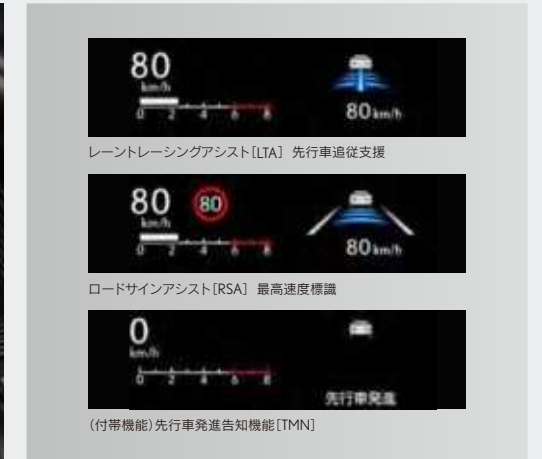 80
km/h
0 2 4 6 8
80 km/h
レーントレーシングアシスト[LTA] 先行車追従支援
80 80
km/h
0 2 4 6 8
80 km/h
ロードサインアシスト[RSA] 最高速度標識
0
km/h
0 2 4 6 8
先行車発進
(付帯機能)先行車発進告知機能[TMN]